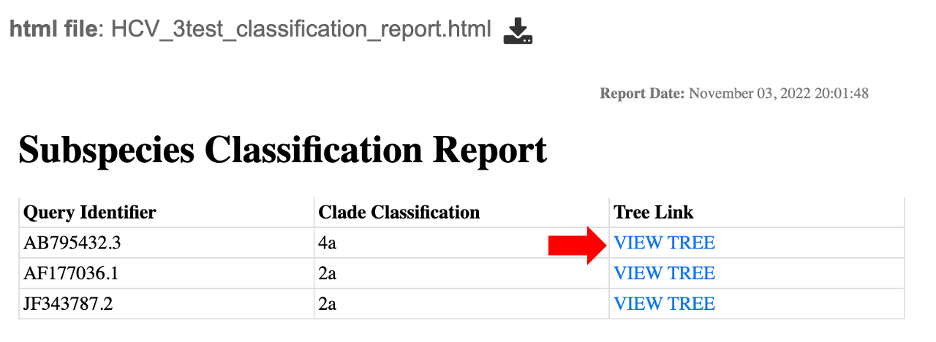 html file: HCV_3test_classification_report.html
Report Date: November 03, 2022 20:01:48
Subspecies Classification Report
Query Identifier Clade Classification Tree Link
AB795432.3 4a VIEW TREE
AF177036.1 2a VIEW TREE
JF343787.2 2a VIEW TREE